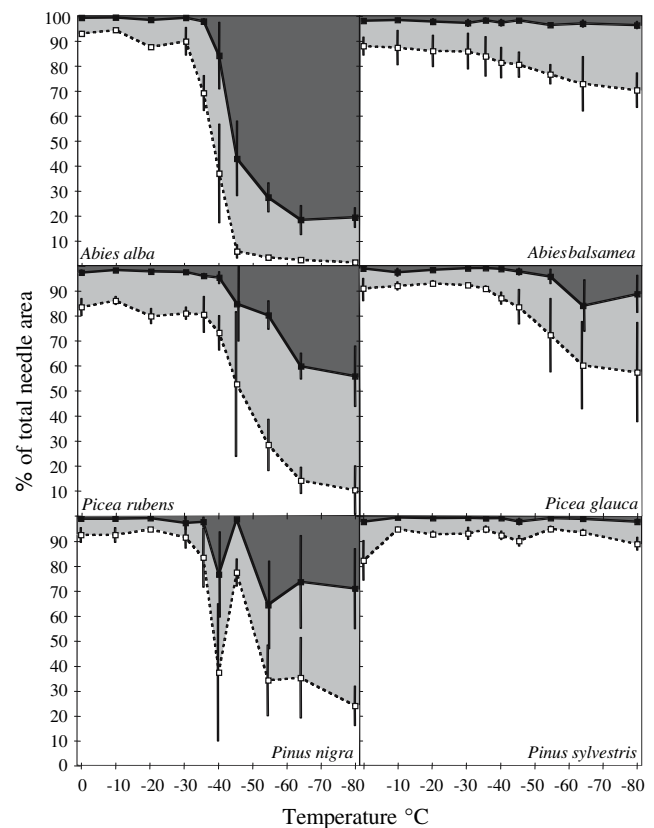 100
90
80
70
60
50
40
30
20
10
Abies alba
Abiesbalsamea
90
80
70
60
50
40
30
20
10
Picea rubens
Picea glauca
90
80
70
60
50
40
30
20
10
0
Pinus nigra
Pinus sylvestris
% of total needle area
0 -10 -20 -30 -40 -50 -60 -70 -80
-10 -20 -30 -40 -50 -60 -70 -80
Temperature °C